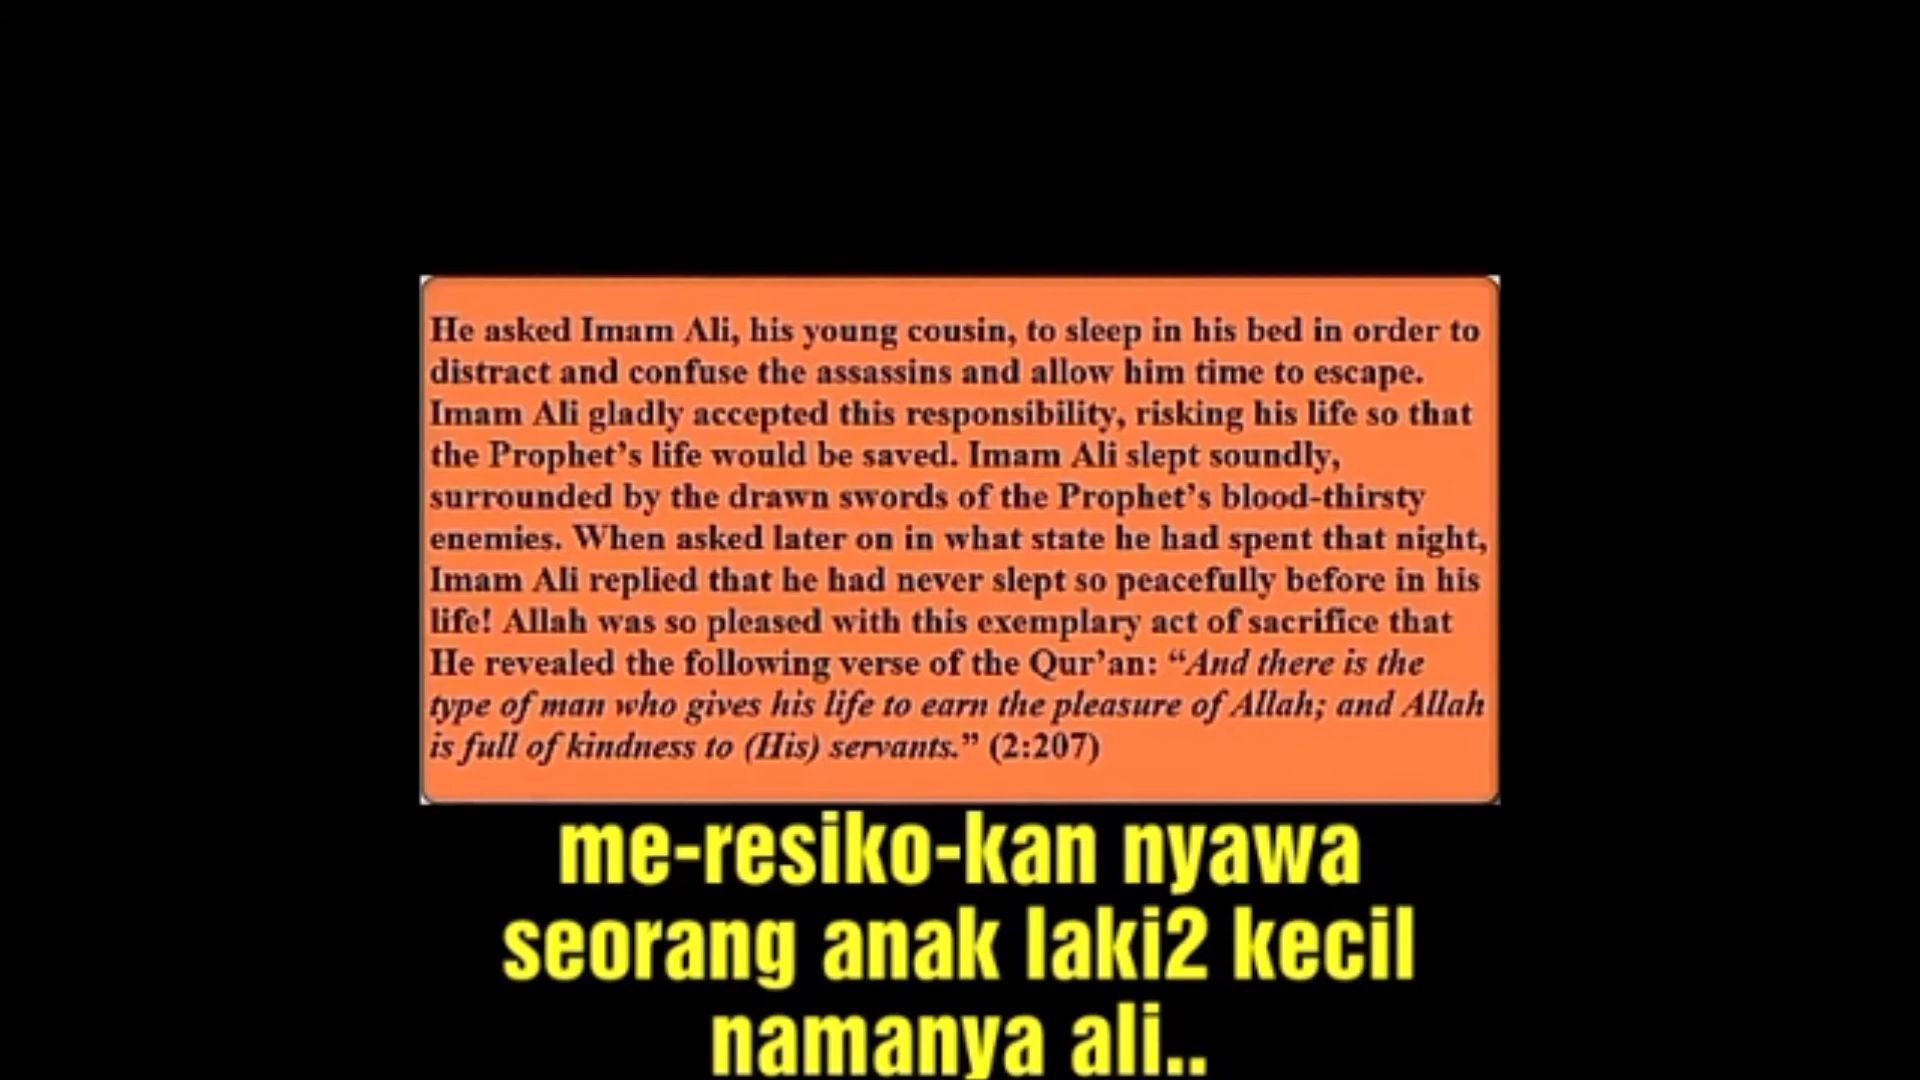 He asked Imam Ali, his young cousin, to sleep in his bed in order to
distract and confuse the assassins and allow him time to escape.
Imam Ali gladly accepted this responsibility, risking his life so that
the Prophet’s life would be saved. Imam Ali slept soundly,
surrounded by the drawn swords of the Prophet’s blood-thirsty
enemies. When asked later on in what state he had spent that night,
Imam Ali replied that he had never slept so peacefully before in his
life! Allah was so pleased with this exemplary act of sacrifice that
He revealed the following verse of the Qur’an: “And there is the
type of man who gives his life to earn the pleasure of Allah; and Allah
is full of kindness to (His) servants.” (2:207)
me-resiko-kan nyawa
seorang anak laki2 kecil
namanya ali..